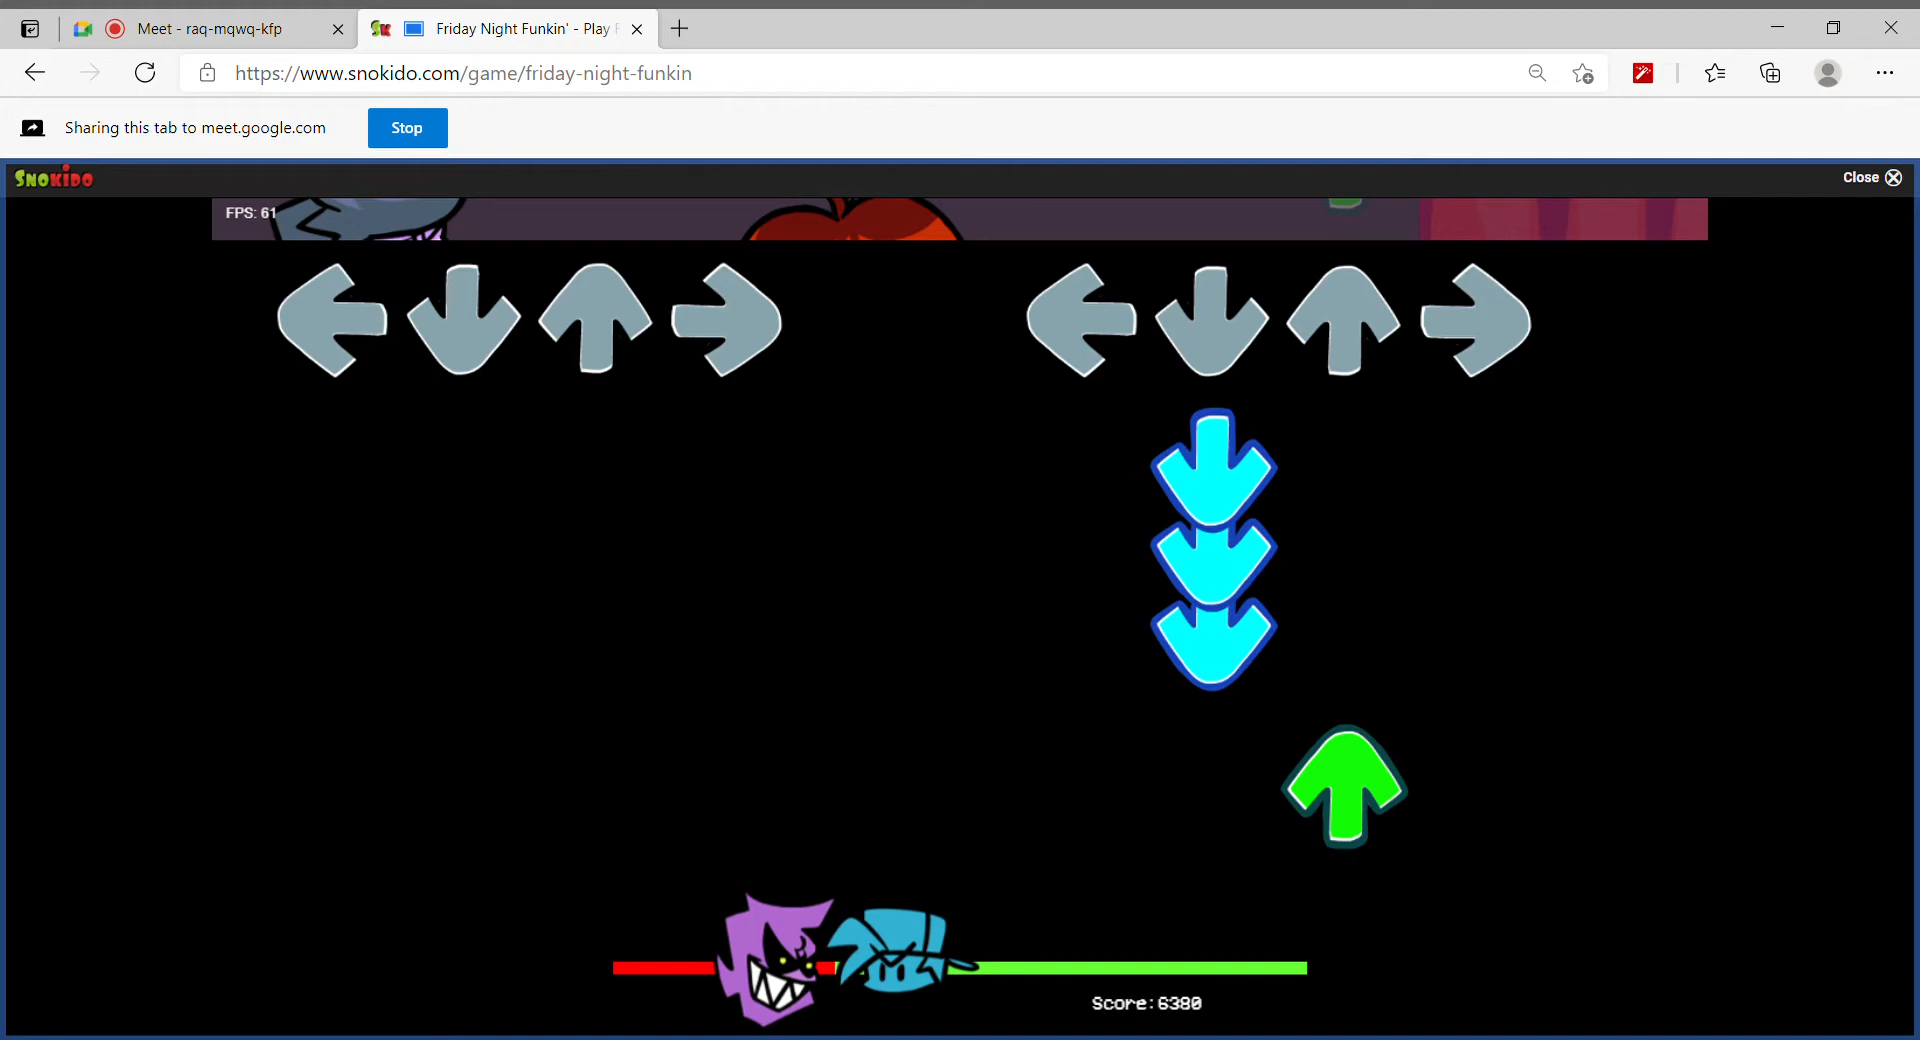 Meet - raq-mqwq-kfp
SK Friday Night Funkin' - Play F
https://www.snokido.com/game/friday-night-funkin
Sharing this tab to meet.google.com Stop
SNOKIDO Close
FPS: 61
Score:6380